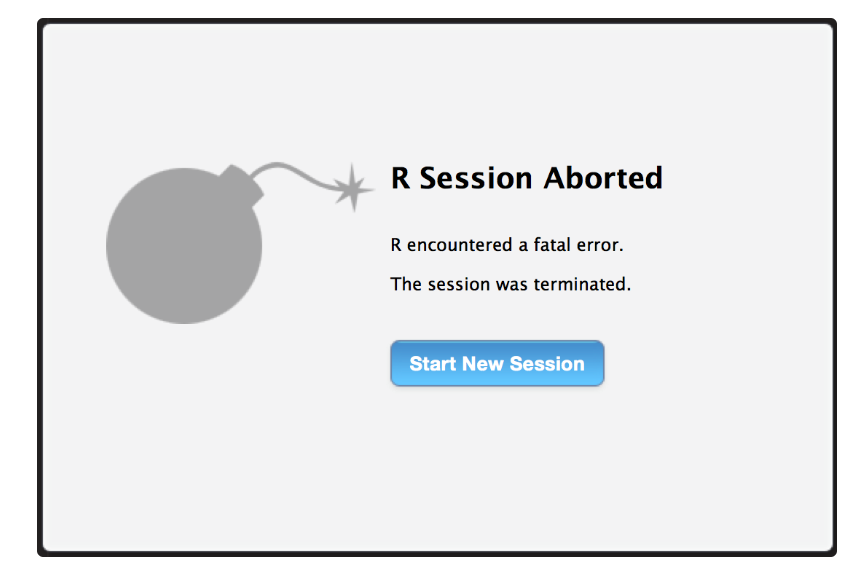 R Session Aborted
R encountered a fatal error.
The session was terminated.
Start New Session